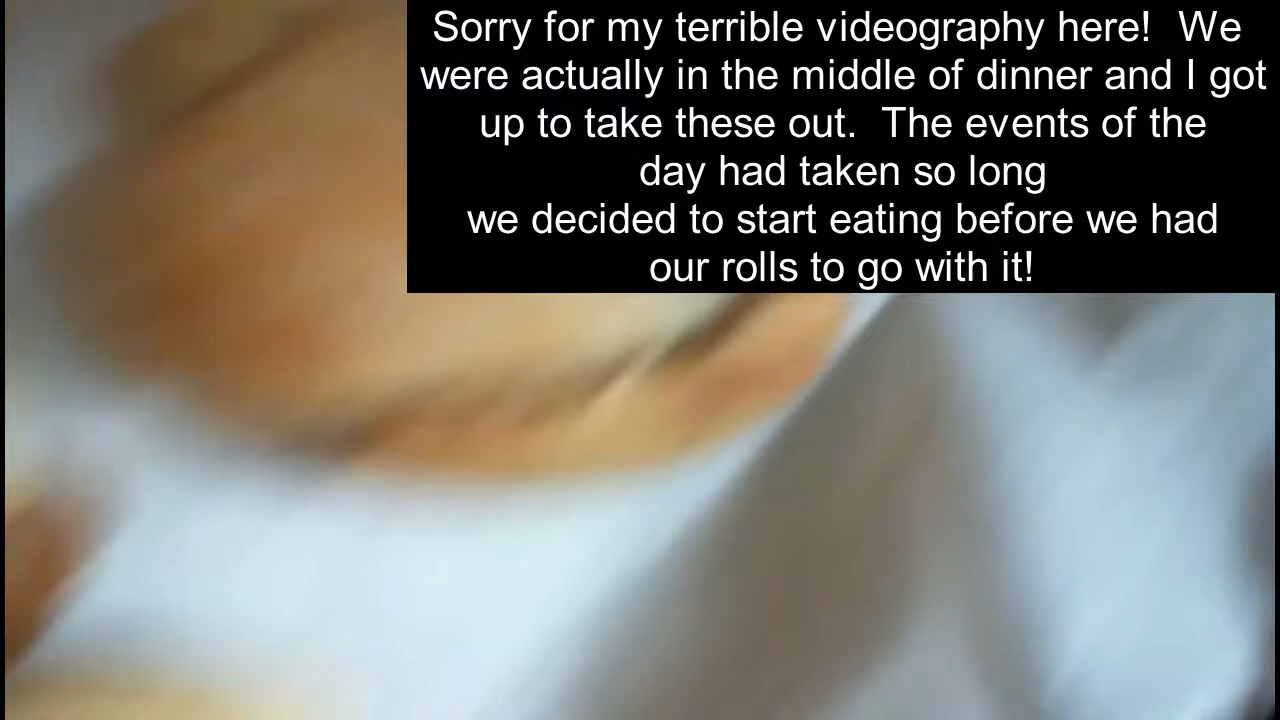 Sorry for my terrible videography here!  We
were actually in the middle of dinner and I got
up to take these out.  The events of the
day had taken so long
we decided to start eating before we had
our rolls to go with it!